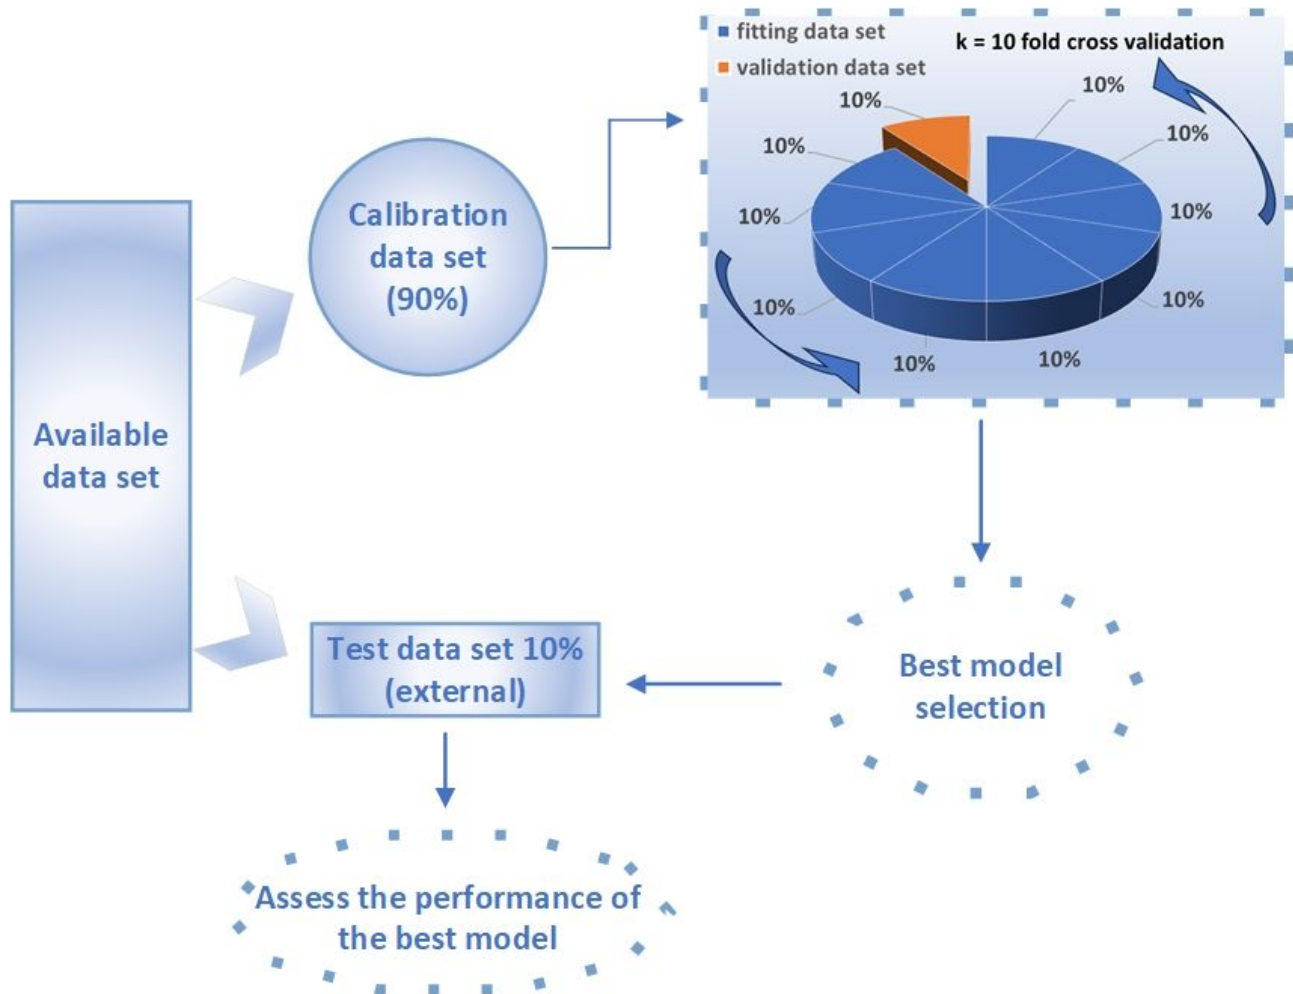 fitting data set
k = 10 fold cross validation
validation data set
10%
10%
10%
10%
10%
10%
10%
10%
10%
10%
Calibration
data set
(90%)
Available
data set
Test data set 10%
(external)
Best model
selection
Assess the performance of
the best model